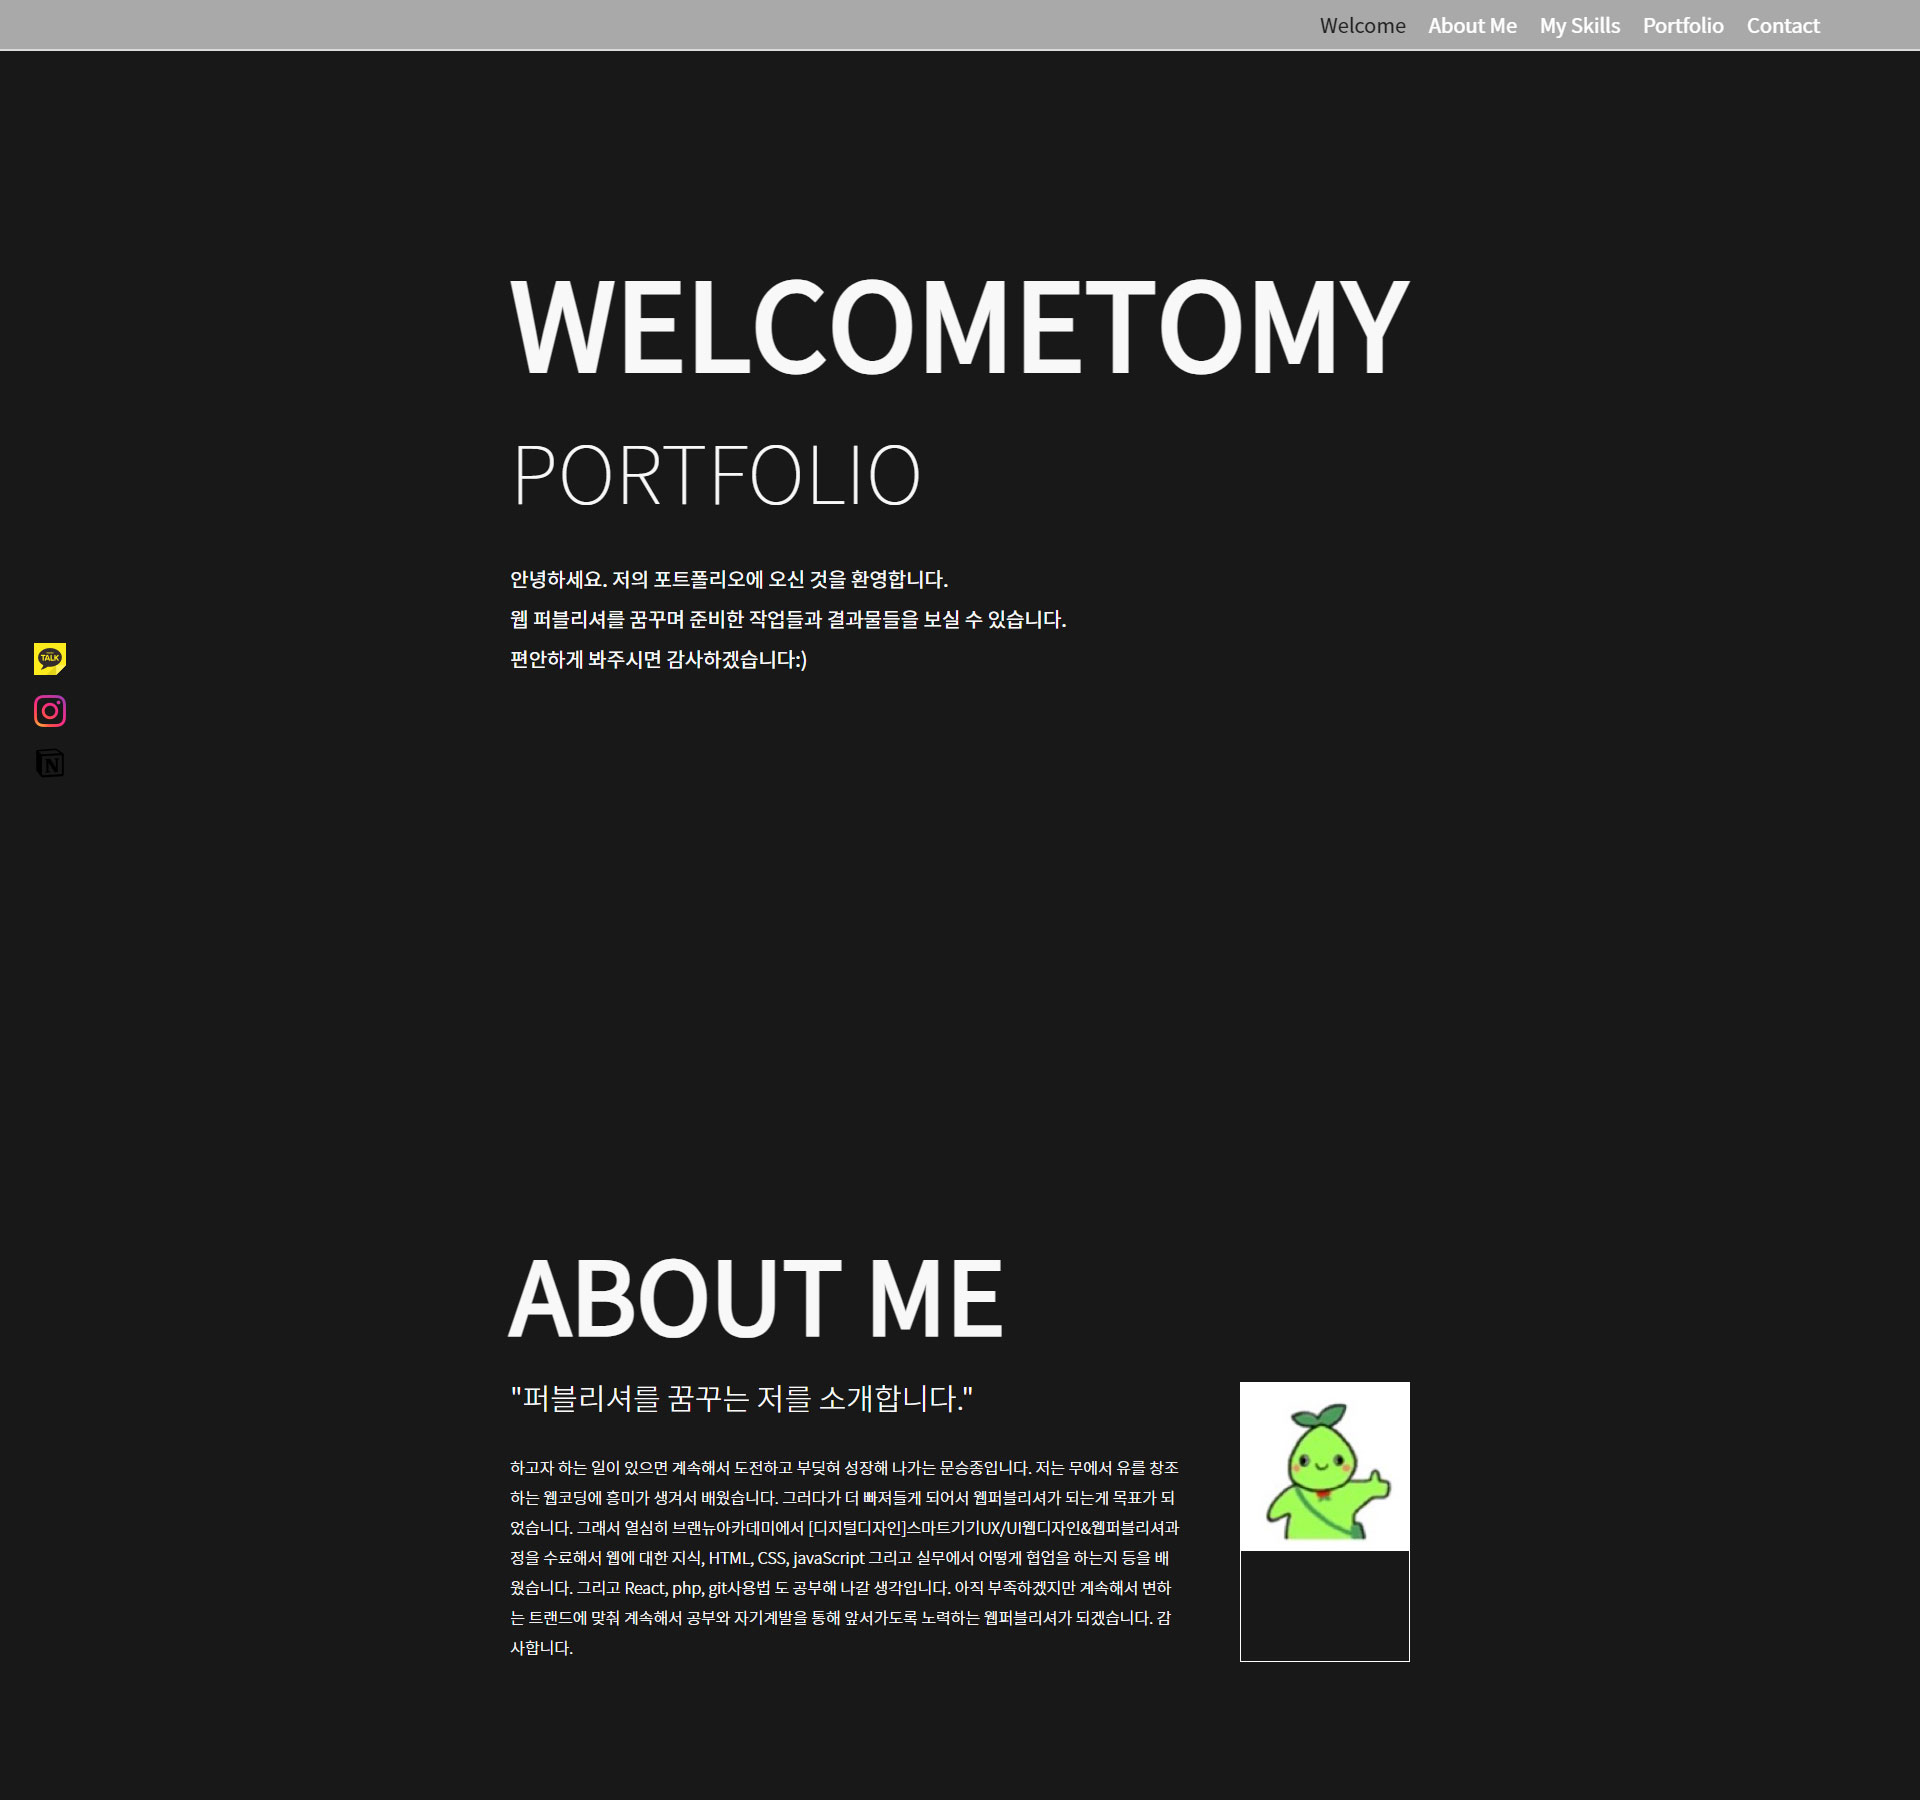 Welcome About Me My Skills Portfolio Contact
WELCOMETOMY
PORTFOLIO
안녕하세요. 저의 포트폴리오에 오신 것을 환영합니다.
웹 퍼블리셔를 꿈꾸며 준비한 작업들과 결과물들을 보실 수 있습니다.
편안하게 봐주시면 감사하겠습니다:)
TALK
N
ABOUT ME
"퍼블리셔를 꿈꾸는 저를 소개합니다."
하고자 하는 일이 있으면 계속해서 도전하고 부딪혀 성장해 나가는 문승종입니다. 저는 무에서 유를 창조
하는 웹코딩에 흥미가 생겨서 배웠습니다. 그러다가 더 빠져들게 되어서 웹퍼블리셔가 되는게 목표가 되
었습니다. 그래서 열심히 브랜뉴아카데미에서 [디지털디자인]스마트기기UX/UI웹디자인&웹퍼블리셔과
정을 수료해서 웹에 대한 지식, HTML, CSS, javaScript 그리고 실무에서 어떻게 협업을 하는지 등을 배
웠습니다. 그리고 React, php, git사용법 도 공부해 나갈 생각입니다. 아직 부족하겠지만 계속해서 변하
는 트랜드에 맞춰 계속해서 공부와 자기계발을 통해 앞서가도록 노력하는 웹퍼블리셔가 되겠습니다. 감
사합니다.